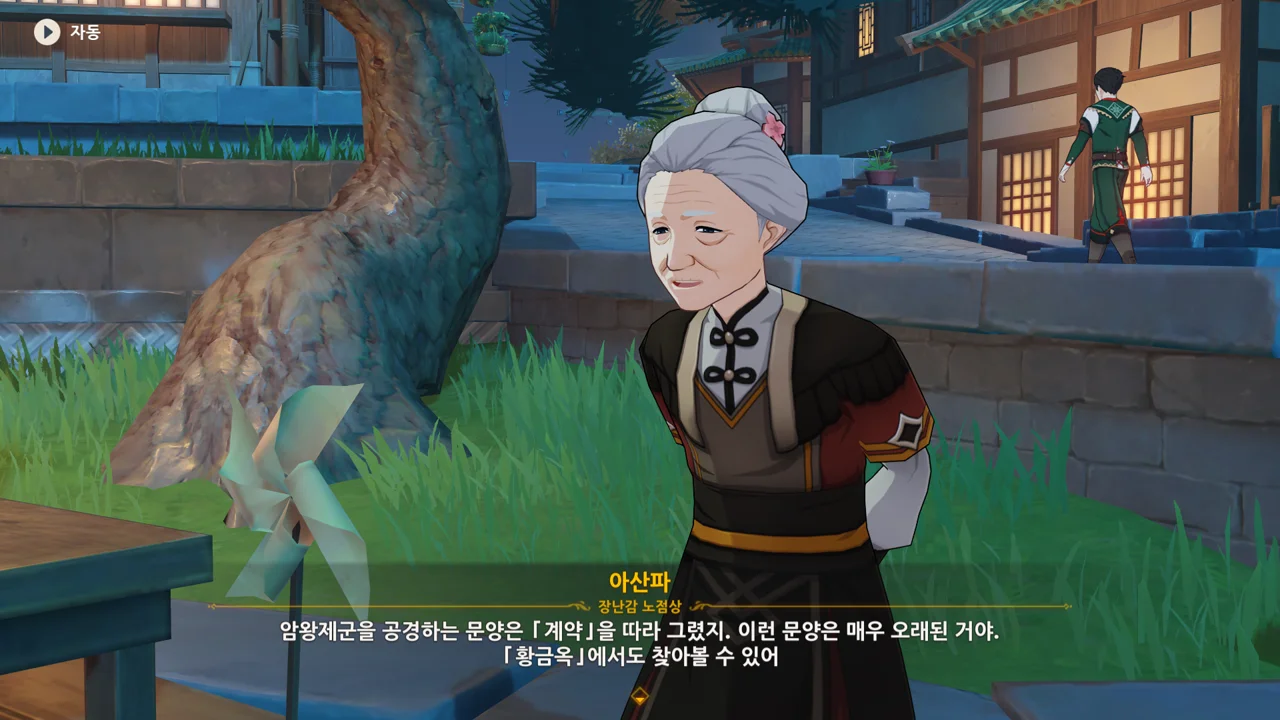 자동
아산파
장난감 노점상
암왕제군을 공경하는 문양은 「계약」을 따라 그렸지. 이런 문양은 매우 오래된 거야.
「황금옥」에서도 찾아볼 수 있어